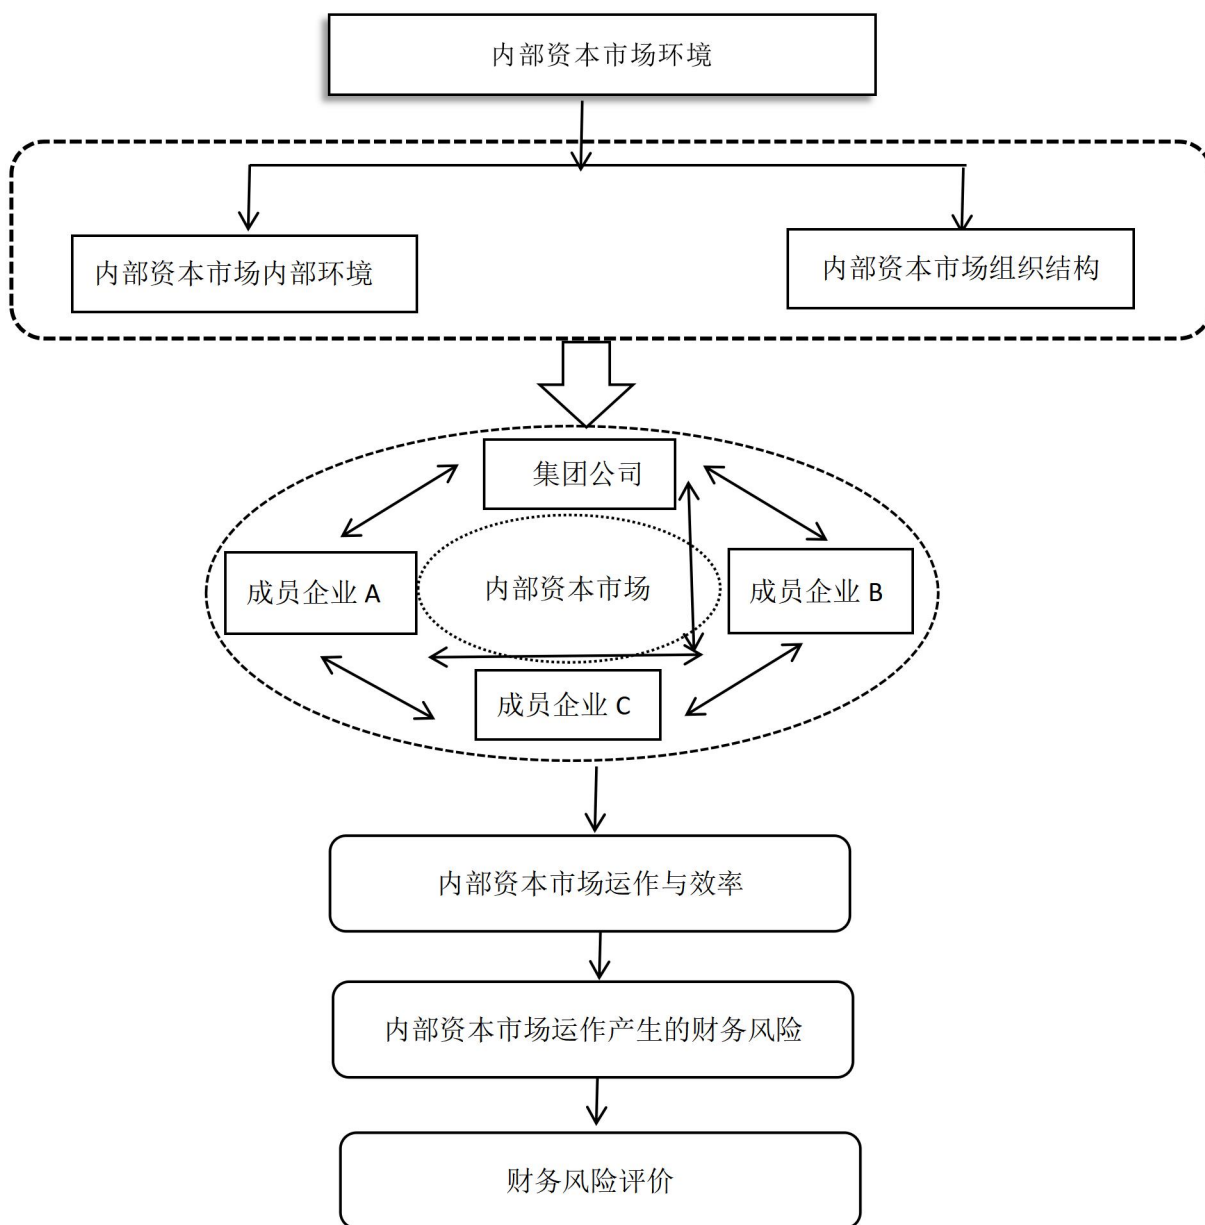 内部资本市场环境
内部资本市场内部环境
内部资本市场组织结构
集团公司
成员企业 A
内部资本市场
成员企业 B
成员企业 C
内部资本市场运作与效率
内部资本市场运作产生的财务风险
财务风险评价